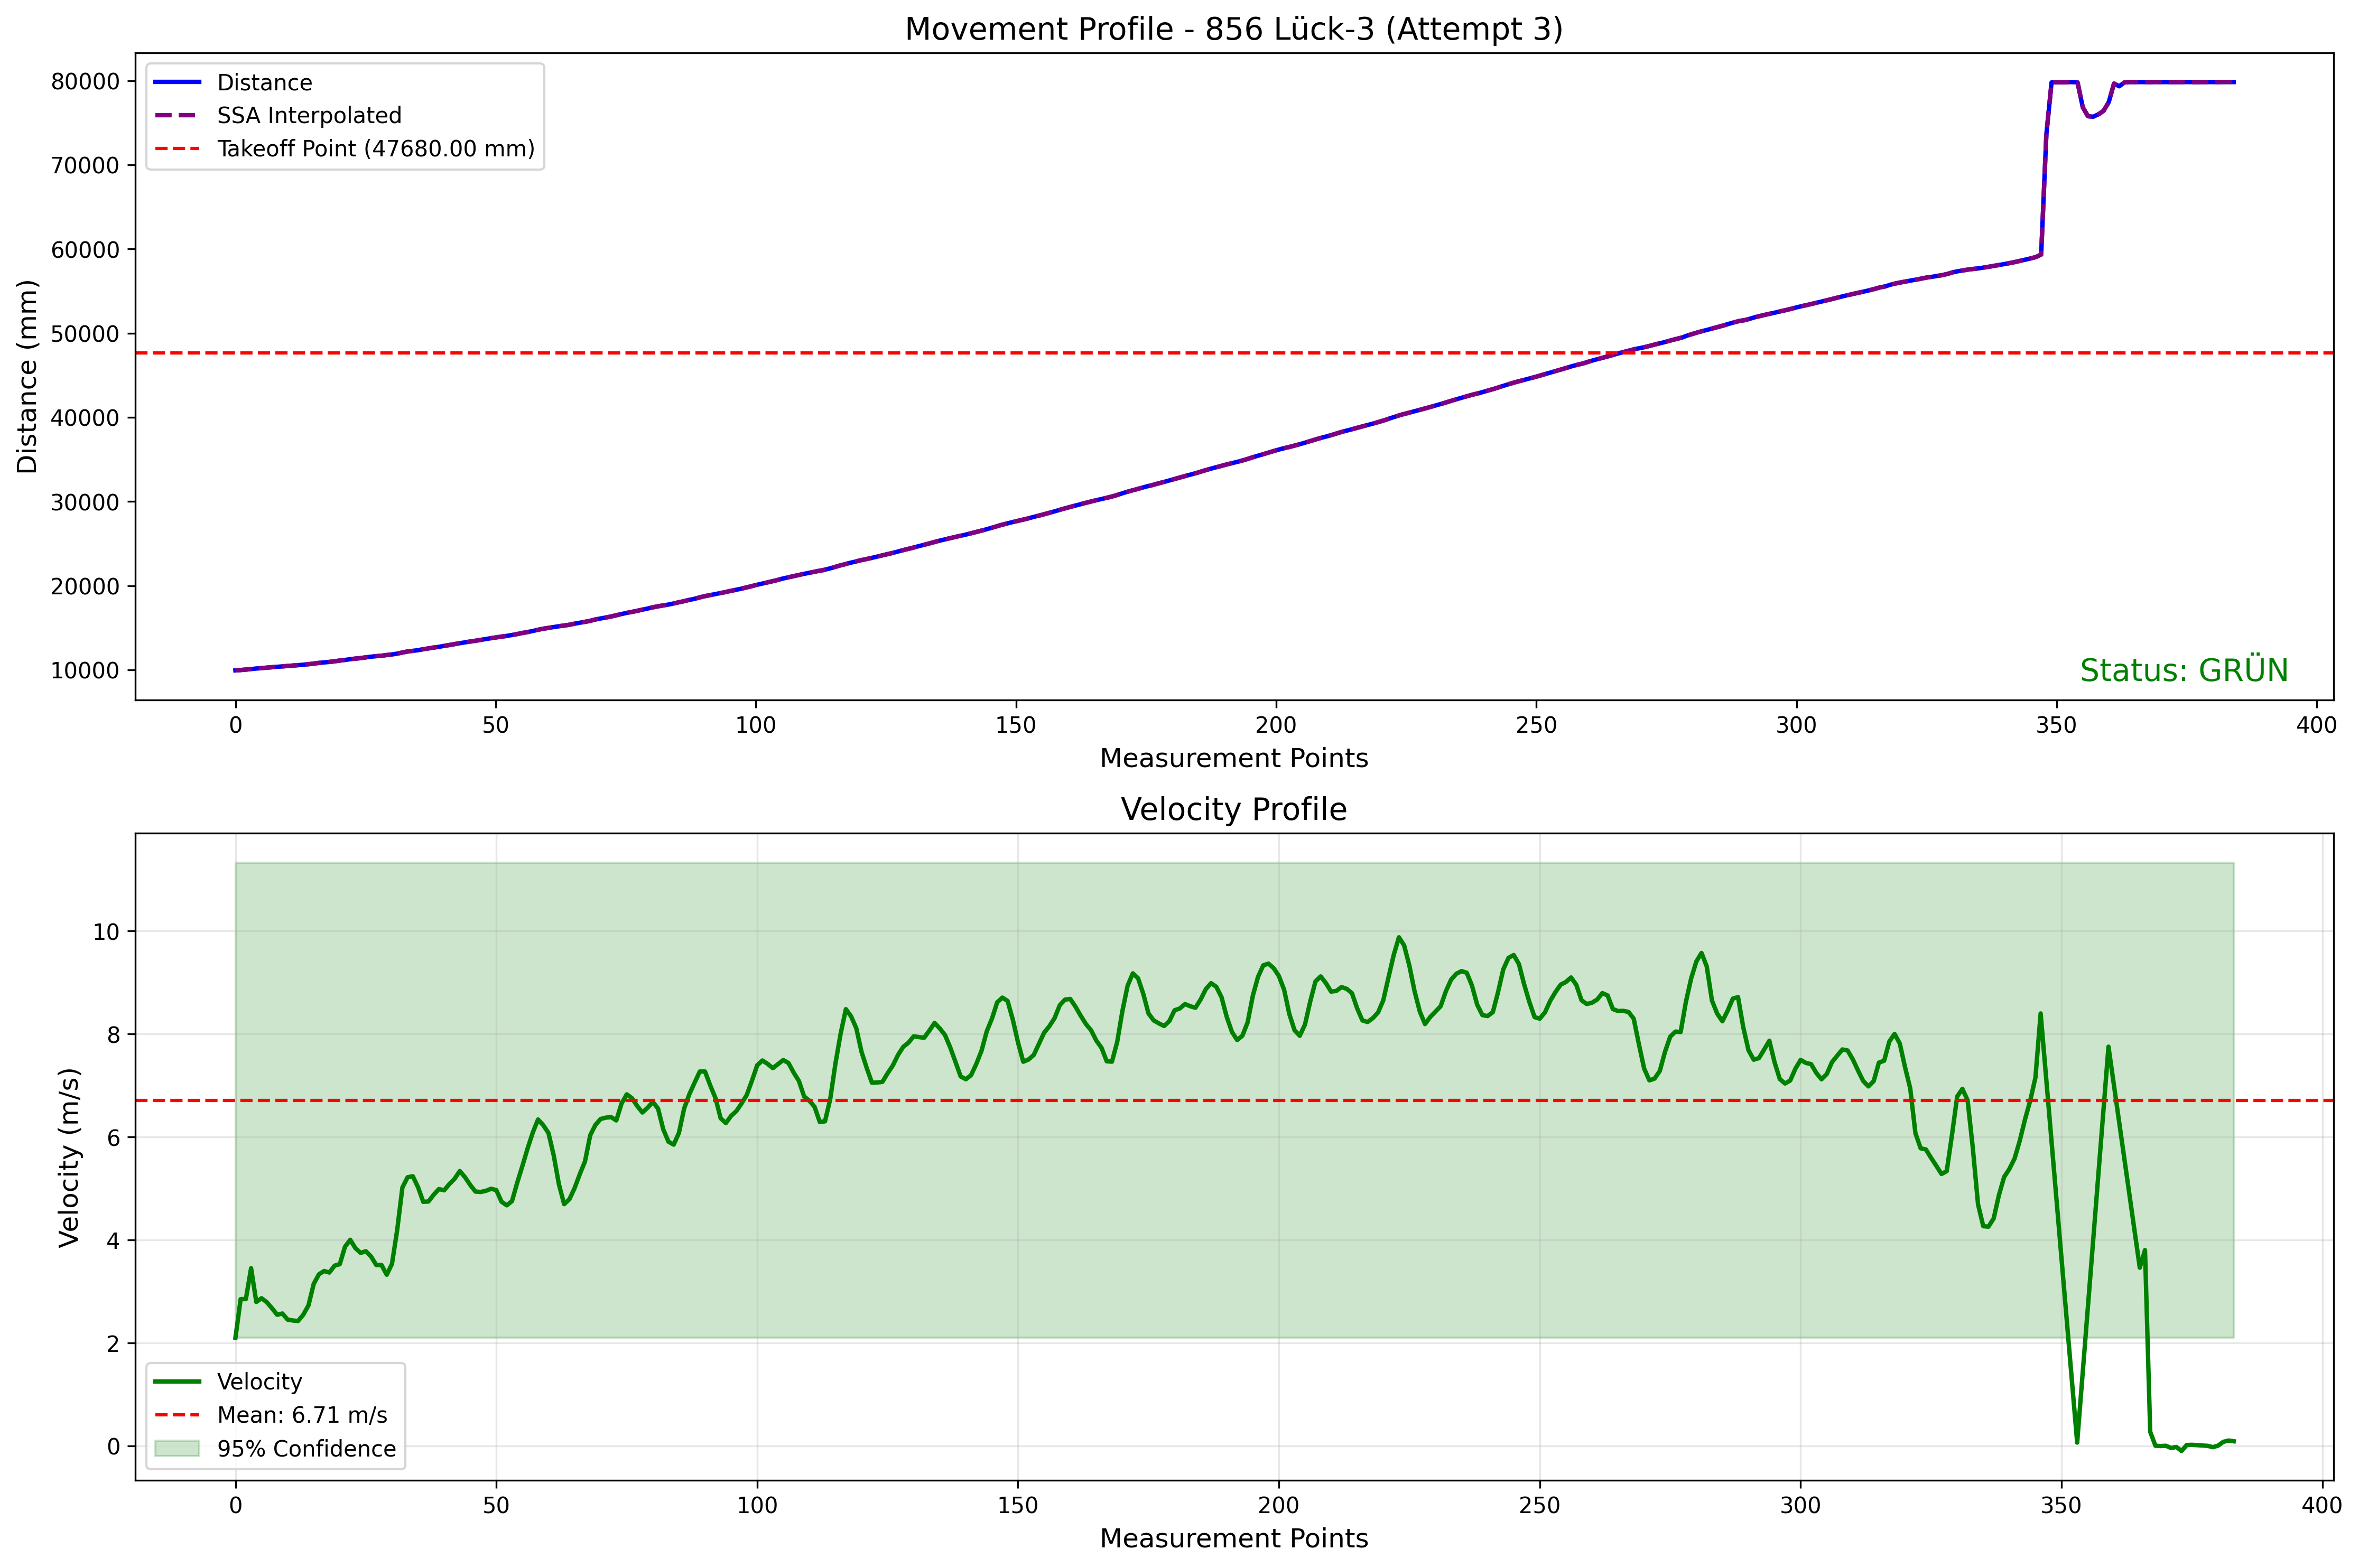 Movement Profile - 856 Lück-3 (Attempt 3)
Distance
SSA Interpolated
Takeoff Point (47680.00 mm)
80000
70000
60000
50000
40000
30000
20000
10000
Distance (mm)
Status: GRÜN
0 50 100 150 200 250 300 350 400
Measurement Points
Velocity Profile
10
8
6
4
2
0
Velocity (m/s)
Velocity
Mean: 6.71 m/s
95% Confidence
0 50 100 150 200 250 300 350 400
Measurement Points